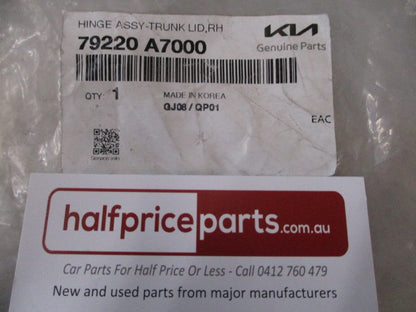 HINGE ASSY-TRUNK LID,RH
79220 A7000
KIA
Genuine Parts
QTY 1
MADE IN KOREA
GJ08 / QP01
EAC
halfpriceparts.com.au
Car Parts For Half Price Or Less - Call 0412 760 479
New and used parts from major manufacturers